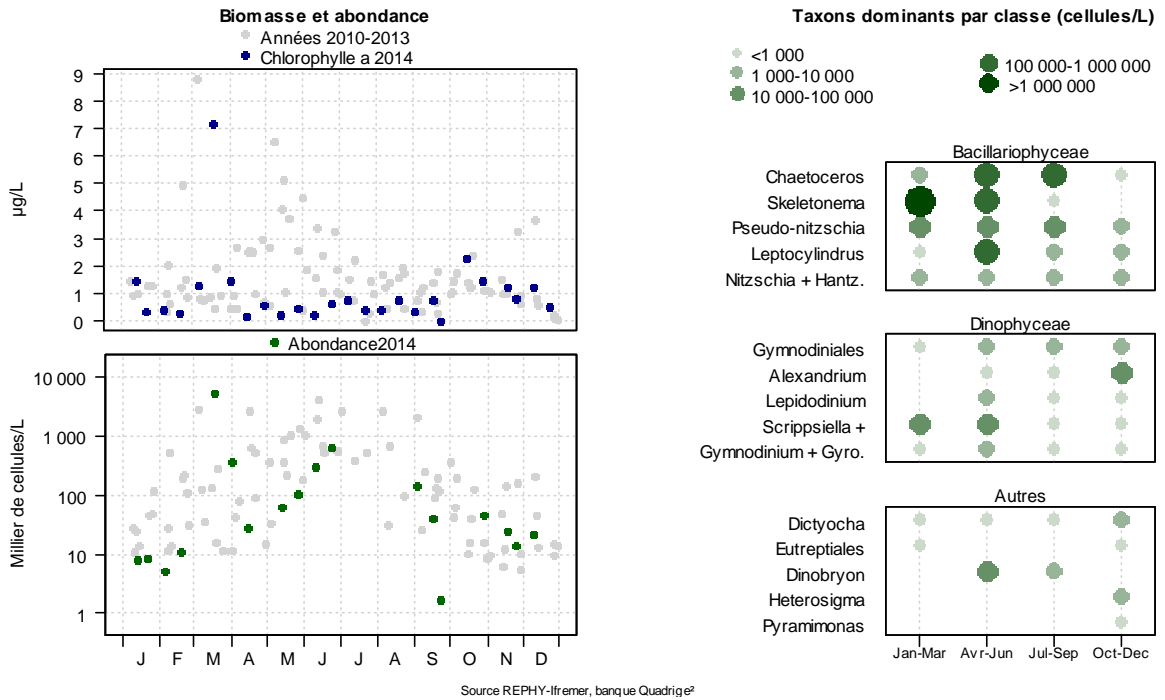 Biomasse et abondance
Années 2010-2013
Chlorophylle a 2014
µg/L
9
8
7
6
5
4
3
2
1
0
Abondance2014
Millier de cellules/L
10 000
1 000
100
10
1
J F M A M J J A S O N D
Taxons dominants par classe (cellules/L)
<1 000
1 000-10 000
10 000-100 000
100 000-1 000 000
>1 000 000
Bacillariophyceae
Chaetoceros
Skeletonema
Pseudo-nitzschia
Leptocylindrus
Nitzschia + Hantz.
Dinophyceae
Gymnodiniales
Alexandrium
Lepidodinium
Scrippsiella +
Gymnodinium + Gyro.
Autres
Dictyocha
Eutreptiales
Dinobryon
Heterosigma
Pyramimonas
Jan-Mar Avr-Jun Jul-Sep Oct-Dec
Source REPHY-Ifremer, banque Quadrige²